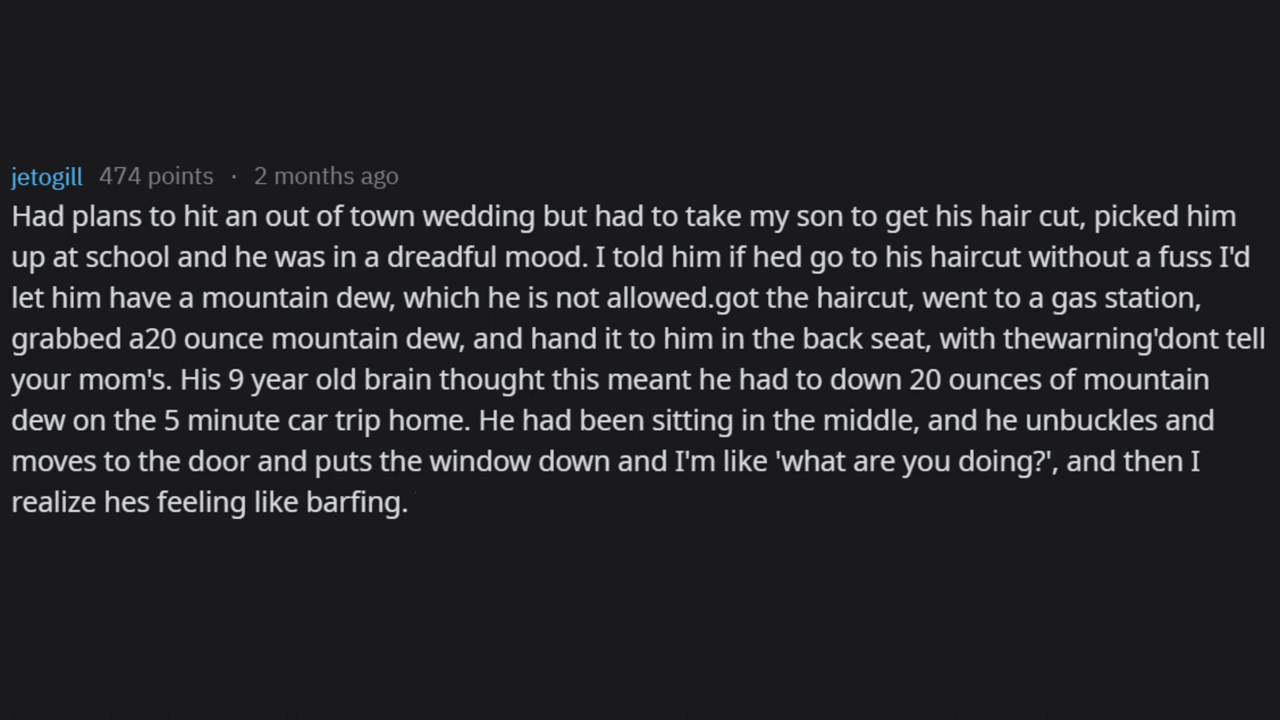 jetogill 474 points · 2 months ago
Had plans to hit an out of town wedding but had to take my son to get his hair cut, picked him
up at school and he was in a dreadful mood. I told him if hed go to his haircut without a fuss I'd
let him have a mountain dew, which he is not allowed.got the haircut, went to a gas station,
grabbed a20 ounce mountain dew, and hand it to him in the back seat, with thewarning'dont tell
your mom's. His 9 year old brain thought this meant he had to down 20 ounces of mountain
dew on the 5 minute car trip home. He had been sitting in the middle, and he unbuckles and
moves to the door and puts the window down and I'm like 'what are you doing?', and then I
realize hes feeling like barfing.